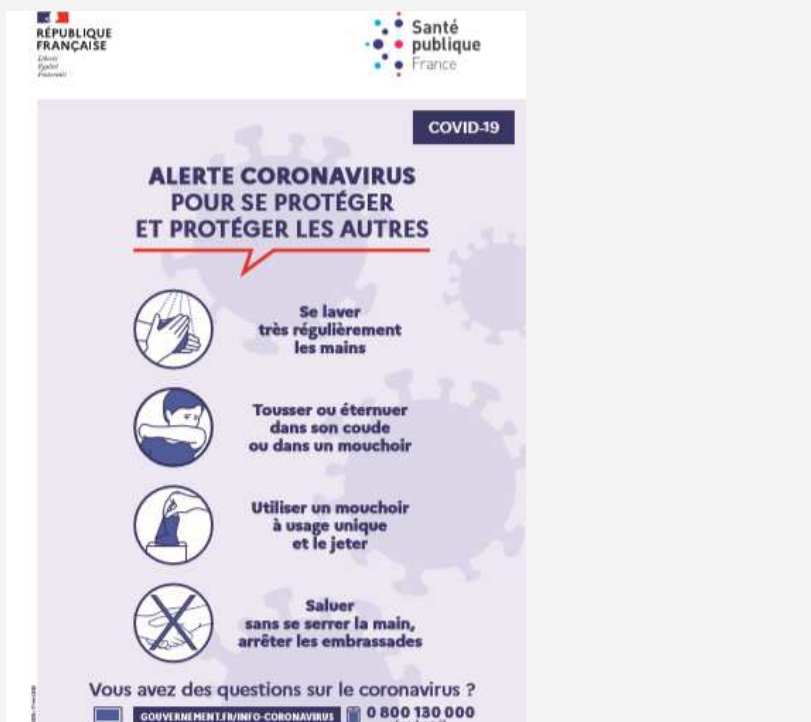 RÉPUBLIQUE
FRANÇAISE
Liberté
Égalité
Fraternité
Santé
publique
France
COVID-19
ALERTE CORONAVIRUS
POUR SE PROTÉGER
ET PROTÉGER LES AUTRES
Se laver
très régulièrement
les mains
Tousser ou éternuer
dans son coude
ou dans un mouchoir
Utiliser un mouchoir
à usage unique
et le jeter
Saluer
sans se serrer la main,
arrêter les embrassades
Vous avez des questions sur le coronavirus ?
GOUVERNEMENT.FR/INFO-CORONAVIRUS
0 800 130 000